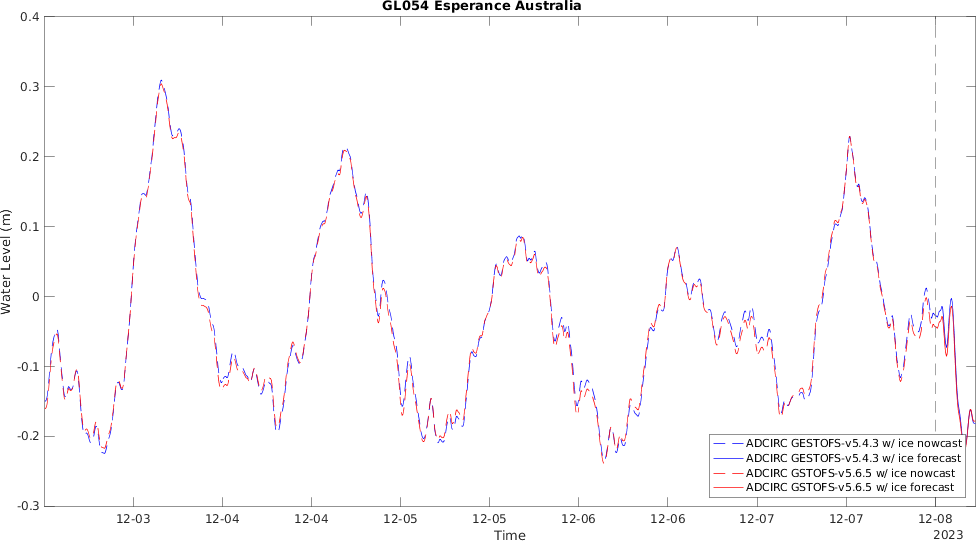 GL054 Esperance Australia
0.4
0.3
0.2
0.1
0
-0.1
-0.2
-0.3
Water Level (m)
12-03 12-04 12-04 12-05 12-05 12-06 12-06 12-07 12-07 12-08
2023
Time
ADCIRC GESTOFS-v5.4.3 w/ ice nowcast
ADCIRC GESTOFS-v5.4.3 w/ ice forecast
ADCIRC GSTOFS-v5.6.5 w/ ice nowcast
ADCIRC GSTOFS-v5.6.5 w/ ice forecast